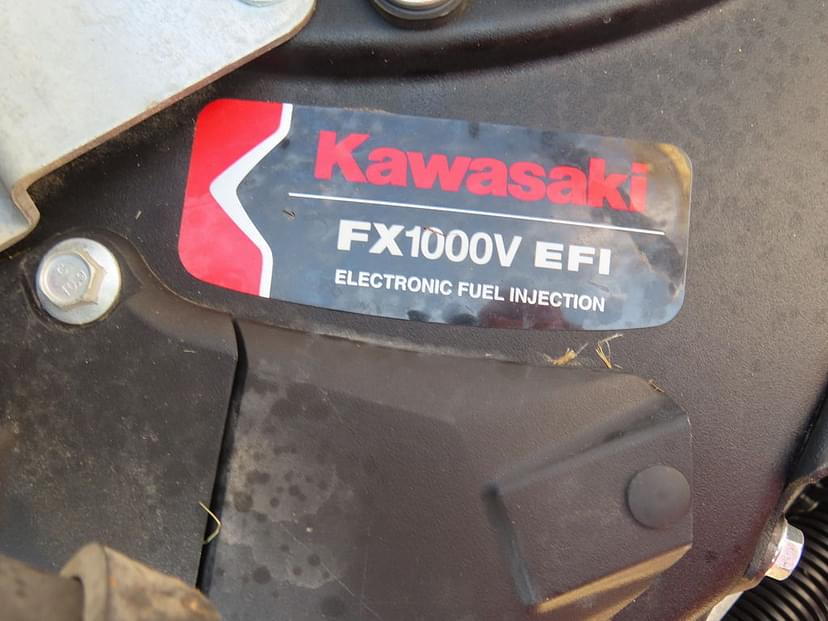 Kawasaki
FX1000V EFI
ELECTRONIC FUEL INJECTION